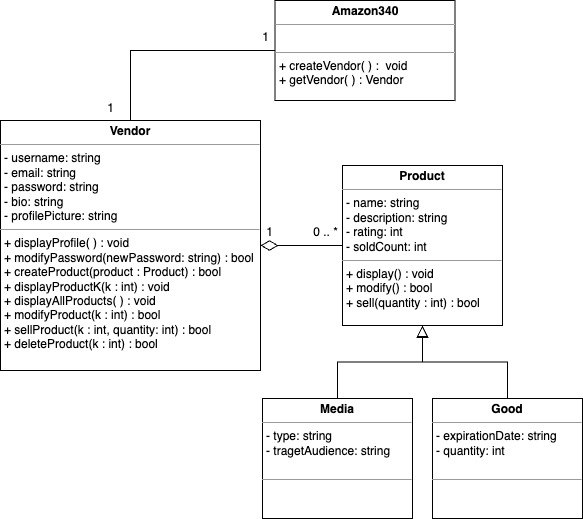 Amazon340
+ createVendor( ) :  void
+ getVendor( ) : Vendor
1
1
Vendor
- username: string
- email: string
- password: string
- bio: string
- profilePicture: string
+ displayProfile( ) : void
+ modifyPassword(newPassword: string) : bool
+ createProduct(product : Product) : bool
+ displayProductK(k : int) : void
+ displayAllProducts( ) : void
+ modifyProduct(k : int) : bool
+ sellProduct(k : int, quantity: int) : bool
+ deleteProduct(k : int) : bool
1
0 .. *
Product
- name: string
- description: string
- rating: int
- soldCount: int
+ display() : void
+ modify() : bool
+ sell(quantity : int) : bool
Media
- type: string
- tragetAudience: string
Good
- expirationDate: string
- quantity: int